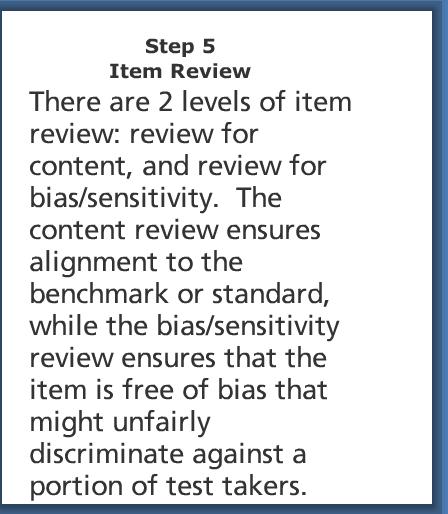 Step 5
Item Review
There are 2 levels of item
review: review for
content, and review for
bias/sensitivity.  The
content review ensures
alignment to the
benchmark or standard,
while the bias/sensitivity
review ensures that the
item is free of bias that
might unfairly
discriminate against a
portion of test takers.